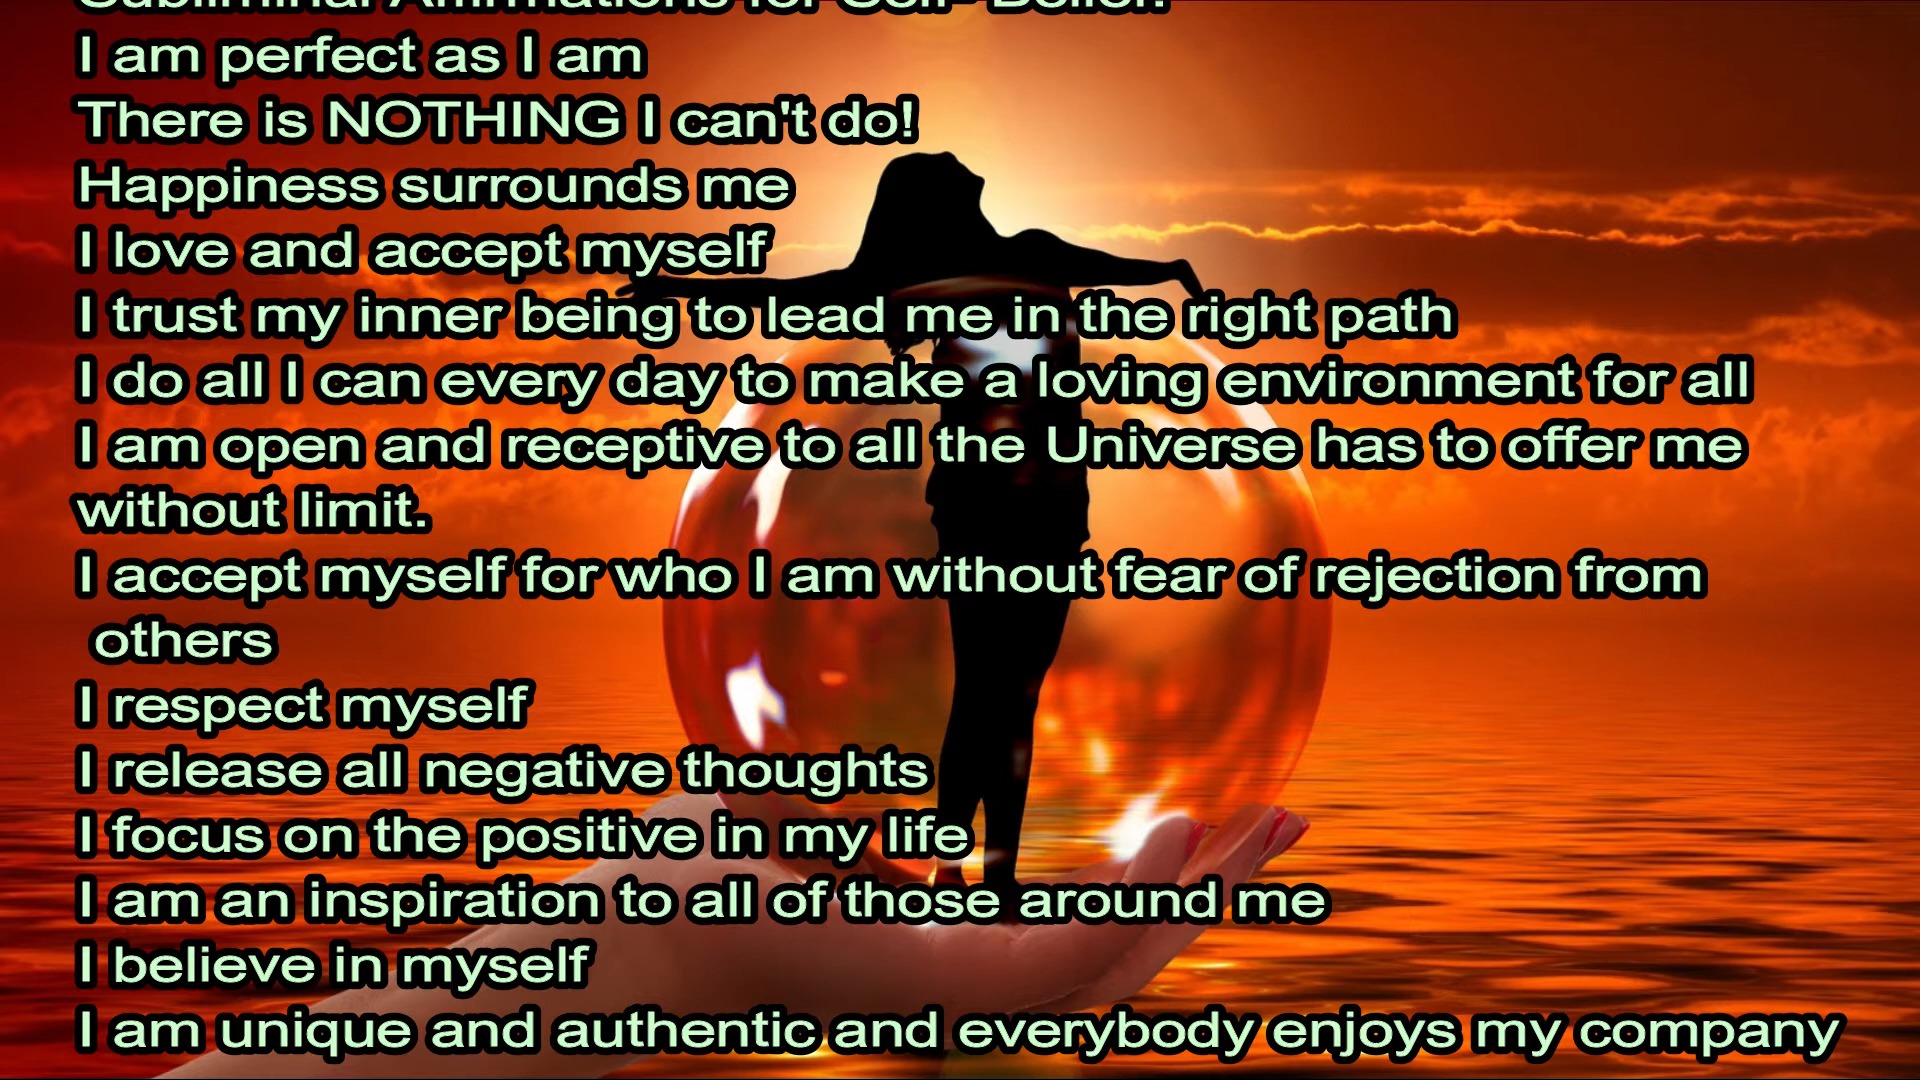 Subliminal Affirmations for Self- Belief:
I am perfect as I am
There is NOTHING I can't do!
Happiness surrounds me
I love and accept myself
I trust my inner being to lead me in the right path
I do all I can every day to make a loving environment for all
I am open and receptive to all the Universe has to offer me
without limit.
I accept myself for who I am without fear of rejection from
others
I respect myself
I release all negative thoughts
I focus on the positive in my life
I am an inspiration to all of those around me
I believe in myself
I am unique and authentic and everybody enjoys my company